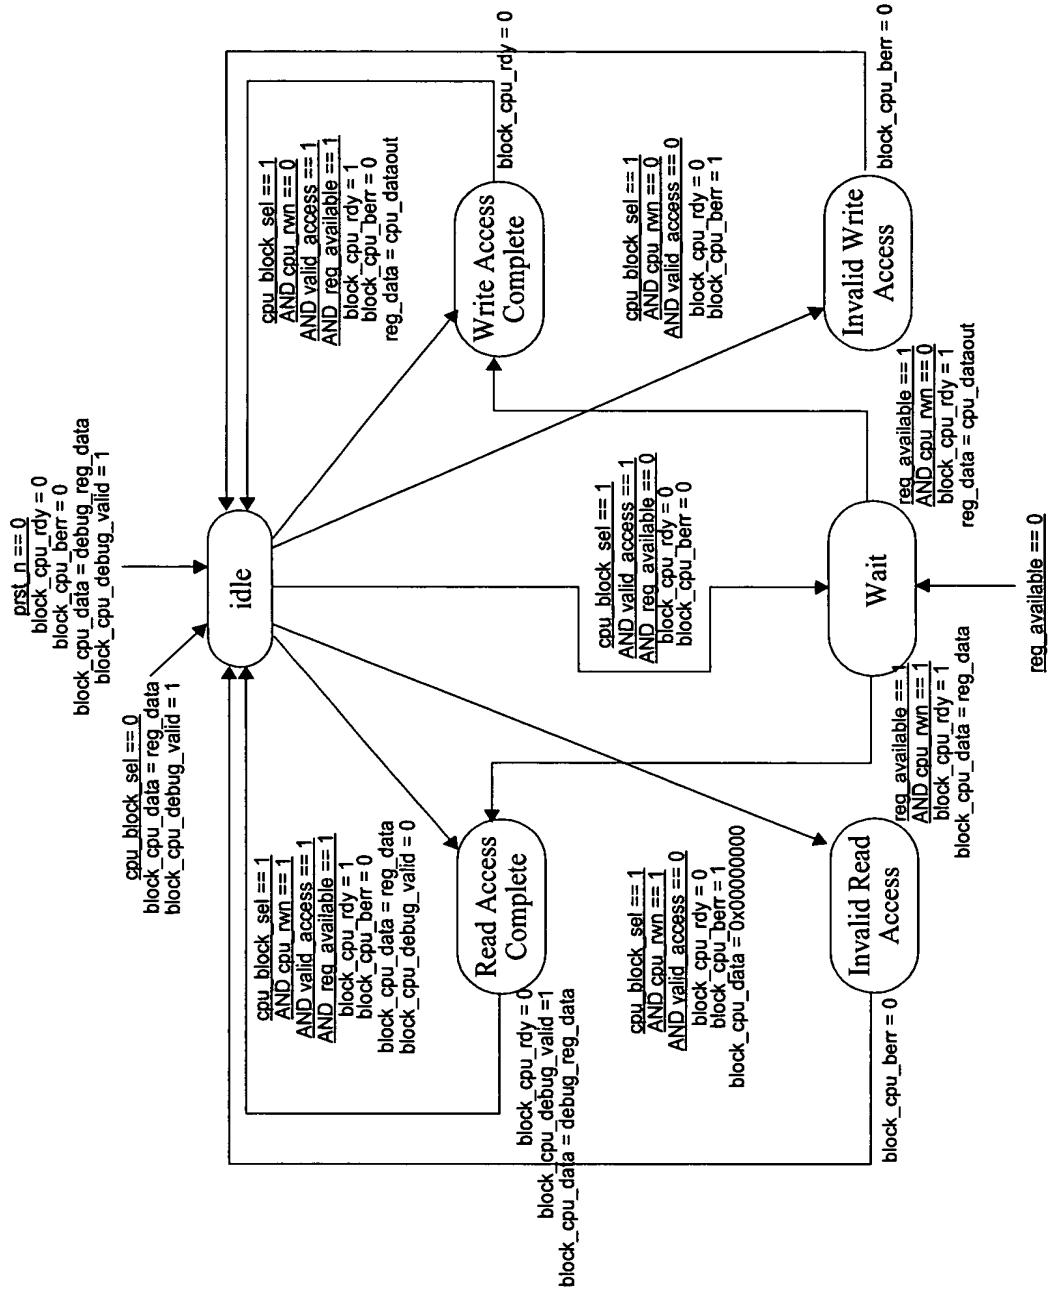 prst_n == 0
block_cpu_rdy = 0
block_cpu_berr = 0
block_cpu_data = debug_reg_data
block_cpu_debug_valid = 1
cpu_block_sel == 0
block_cpu_data = reg_data
block_cpu_debug_valid = 1
idle
cpu_block_sel == 1
AND cpu_rwn == 1
AND valid_access == 1
AND reg_available == 1
block_cpu_rdy = 1
block_cpu_berr = 0
block_cpu_data = reg_data
block_cpu_debug_valid = 0
cpu_block_sel == 1
AND cpu_rwn == 0
AND valid_access == 1
AND reg_available == 1
block_cpu_rdy = 1
block_cpu_berr = 0
reg_data = cpu_dataout
Read Access
Complete
block_cpu_rdy = 0
block_cpu_debug_valid =1
block_cpu_data = debug_reg_data
Write Access
Complete
block_cpu_rdy = 0
cpu_block_sel == 1
AND valid_access == 1
AND reg_available == 0
block_cpu_rdy = 0
block_cpu_berr = 0
cpu_block_sel == 1
AND cpu_rwn == 1
AND valid_access == 0
block_cpu_rdy = 0
block_cpu_berr = 1
block_cpu_data = 0x00000000
cpu_block_sel == 1
AND cpu_rwn == 0
AND valid_access == 0
block_cpu_rdy = 0
block_cpu_berr = 1
Invalid Read
Access
block_cpu_berr = 0
Wait
Invalid Write
Access
block_cpu_berr = 0
reg_available == 1
AND cpu_rwn == 1
block_cpu_rdy = 1
block_cpu_data = reg_data
reg_available == 1
AND cpu_rwn == 0
block_cpu_rdy = 1
reg_data = cpu_dataout
reg_available == 0